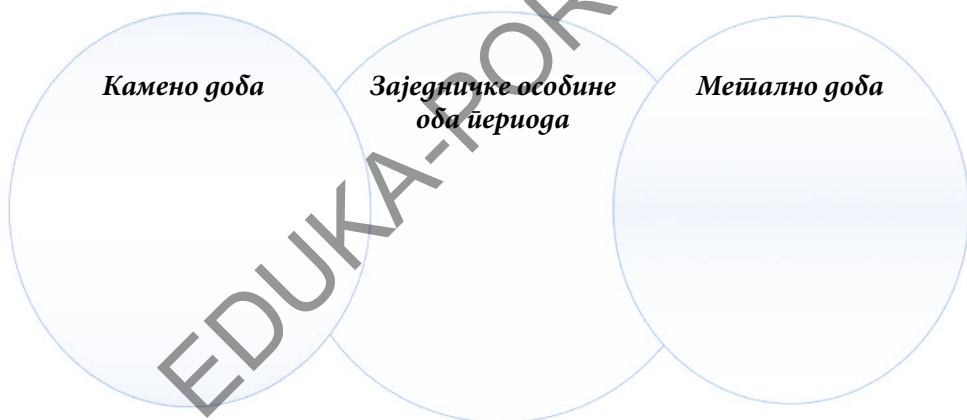 Камено доба
Заједничке особине
оба периода
Метално доба
EDUKA-POR